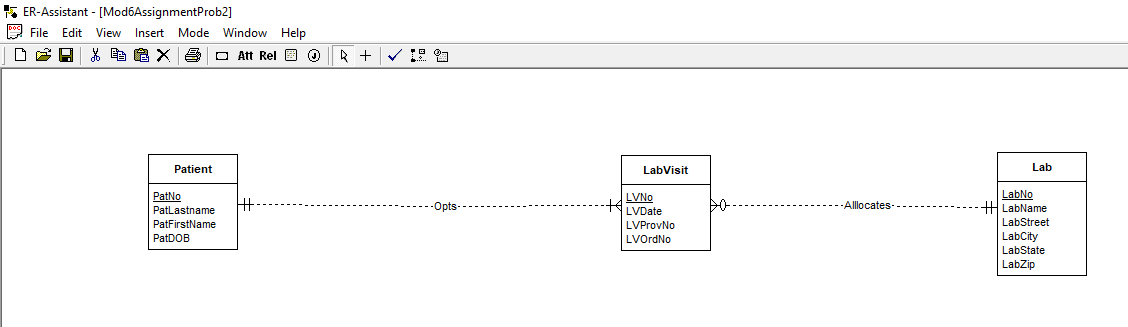 ER-Assistant - [Mod6AssignmentProb2]
File Edit View Insert Mode Window Help
Att Rel J
Patient
PatNo
PatLastname
PatFirstName
PatDOB
Opts
LabVisit
LVNo
LVDate
LVProvNo
LVOrdNo
Alllocates
Lab
LabNo
LabName
LabStreet
LabCity
LabState
LabZip